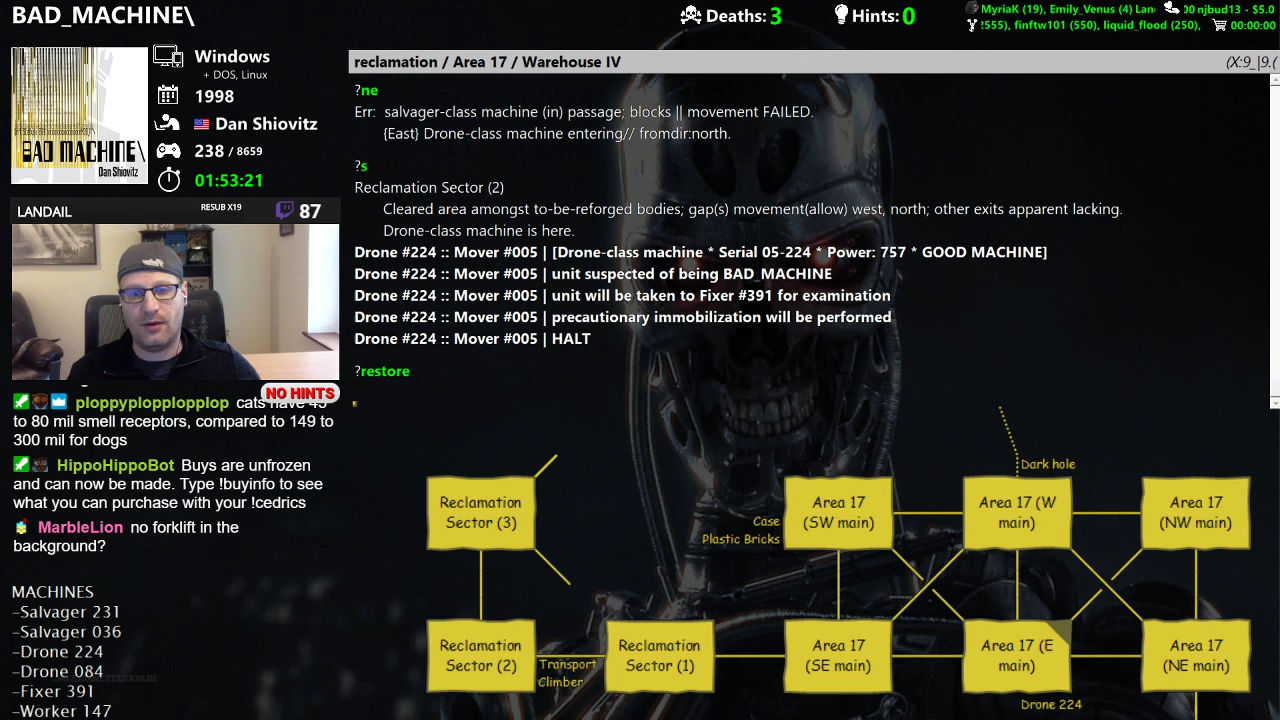 BAD_MACHINE\
Deaths: 3
Hints: 0
MyriaK (19), Emily_Venus (4) Lan
00 njbud13 - $5.0
2555), finftw101 (550), liquid_flood (250),
00:00:00
BAD MACHINE\
Dan Shiovitz
Windows
+ DOS, Linux
1998
Dan Shiovitz
238 / 8659
01:53:21
LANDAIL
RESUB X19
87
NO HINTS
ploppyplopplopplop cats have 45
to 80 mil smell receptors, compared to 149 to
300 mil for dogs
HippoHippoBot Buys are unfrozen
and can now be made. Type !buyinfo to see
what you can purchase with your !cedrics
MarbleLion no forklift in the
background?
MACHINES
-Salvager 231
-Salvager 036
-Drone 224
-Drone 084
-Fixer 391
-Worker 147
reclamation / Area 17 / Warehouse IV
(X:9_|9.(
?ne
Err: salvager-class machine (in) passage; blocks || movement FAILED.
{East} Drone-class machine entering// fromdir:north.
?s
Reclamation Sector (2)
Cleared area amongst to-be-reforged bodies; gap(s) movement(allow) west, north; other exits apparent lacking.
Drone-class machine is here.
Drone #224 :: Mover #005 | [Drone-class machine * Serial 05-224 * Power: 757 * GOOD MACHINE]
Drone #224 :: Mover #005 | unit suspected of being BAD_MACHINE
Drone #224 :: Mover #005 | unit will be taken to Fixer #391 for examination
Drone #224 :: Mover #005 | precautionary immobilization will be performed
Drone #224 :: Mover #005 | HALT
?restore
Dark hole
Reclamation
Sector (3)
Case
Plastic Bricks
Area 17
(SW main)
Area 17 (W
main)
Area 17
(NW main)
Reclamation
Sector (2)
Transport
Climber
Reclamation
Sector (1)
Area 17
(SE main)
Area 17 (E
main)
Area 17
(NE main)
Drone 224